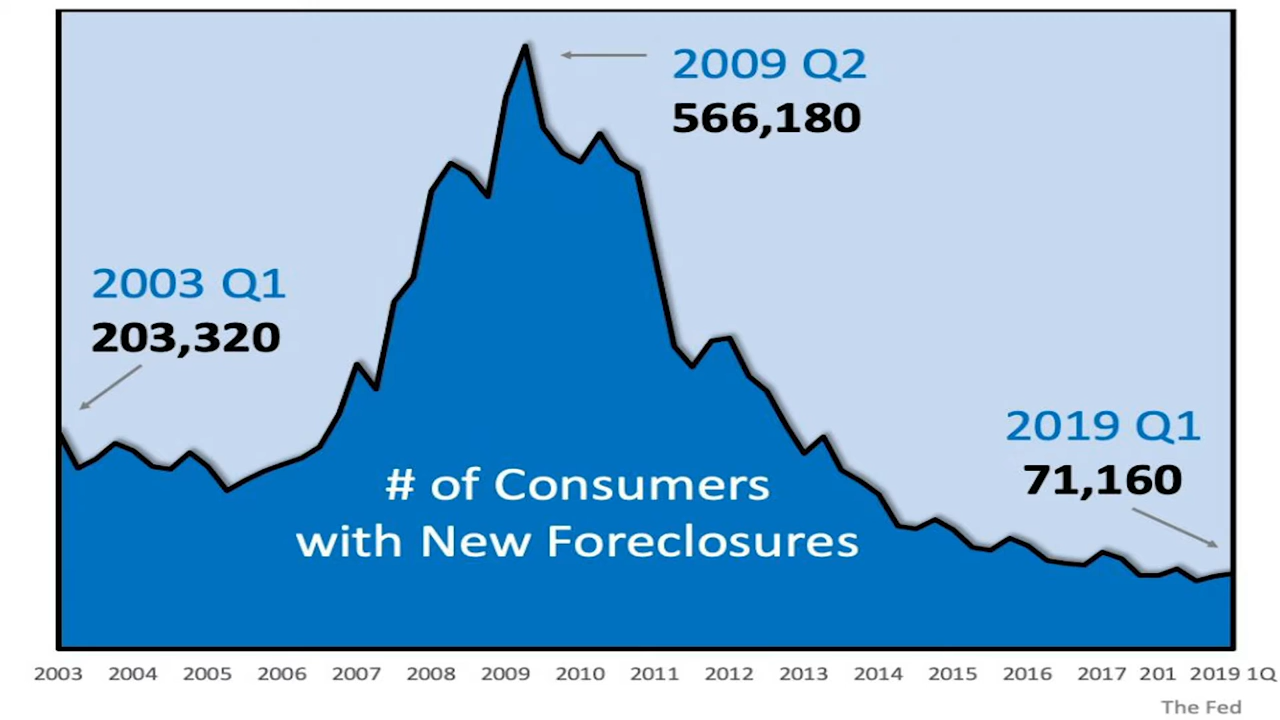 2009 Q2
566,180
2003 Q1
203,320
2019 Q1
71,160
# of Consumers
with New Foreclosures
2003 2004 2005 2006 2007 2008 2009 2010 2011 2012 2013 2014 2015 2016 2017 201 2019 1Q
The Fed